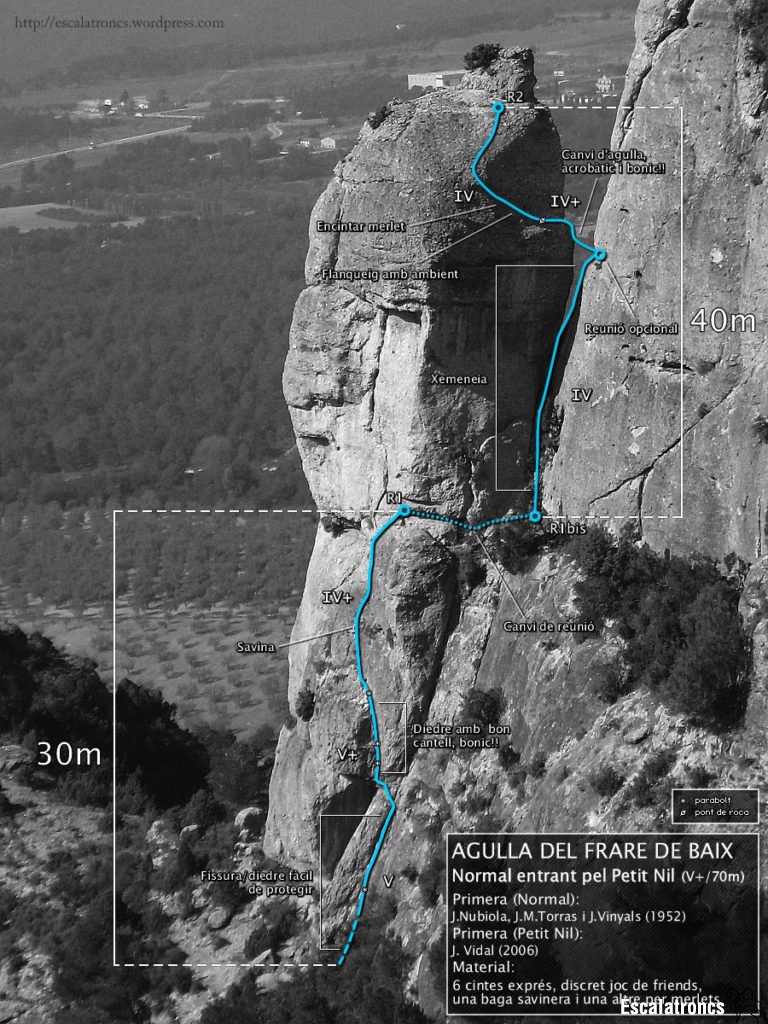 http://escalatroncs.wordpress.com
R2
Canvi d'agulla,
acrobàtic i bonic!!
IV
IV+
Encintar merlet
Flanqueig amb ambient
Reunió opcional
40m
Xemeneia
IV
R1
R1bis
IV+
Canvi de reunió
Savina
Diedre amb bon
cantell, bonic!!
30m
V+
* parabolt
ø pont de roca
Fissura/diedre fàcil
de protegir
V
AGULLA DEL FRARE DE BAIX
Normal entrant pel Petit Nil (V+/70m)
Primera (Normal):
J.Nubiola, J.M.Torras i J.Vinyals (1952)
Primera (Petit Nil):
J. Vidal (2006)
Material:
6 cintes exprés, discret joc de friends,
una baga savinera i una altre per merlets
Escalatroncs